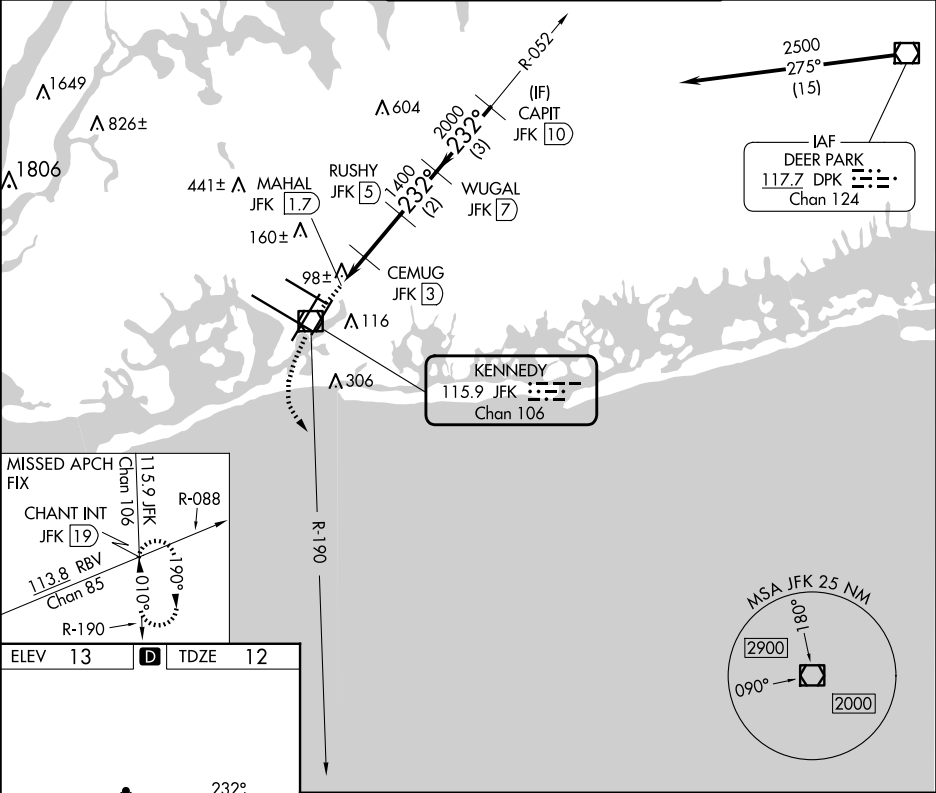 1649
826±
1806
604
441±
160±
98±
116
306
R-052
(IF)
CAPIT
JFK 10
2000
232°
(3)
WUGAL
JFK 7
1400
232°
(2)
RUSHY
JFK 5
MAHAL
JFK 1.7
CEMUG
JFK 3
2500
275°
(15)
IAF
DEER PARK
117.7 DPK
Chan 124
KENNEDY
115.9 JFK
Chan 106
R-190
MISSED APCH
FIX
Chan 106
115.9 JFK
R-088
CHANT INT
JFK 19
113.8 RBV
Chan 85
190°
010°
R-190
ELEV 13
D
TDZE 12
232°
MSA JFK 25 NM
180°
2900
090°
2000